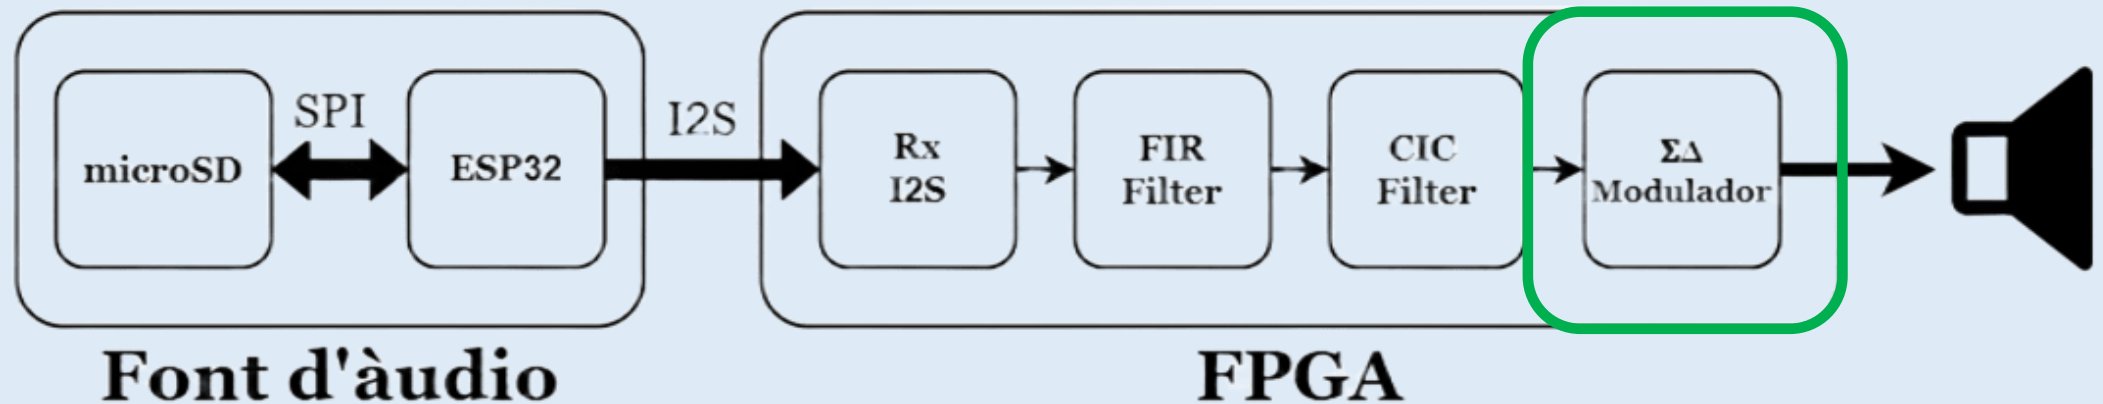 microSD
SPI
ESP32
I2S
Rx
I2S
FIR
Filter
CIC
Filter
ΣΔ
Modulador
Font d'àudio
FPGA